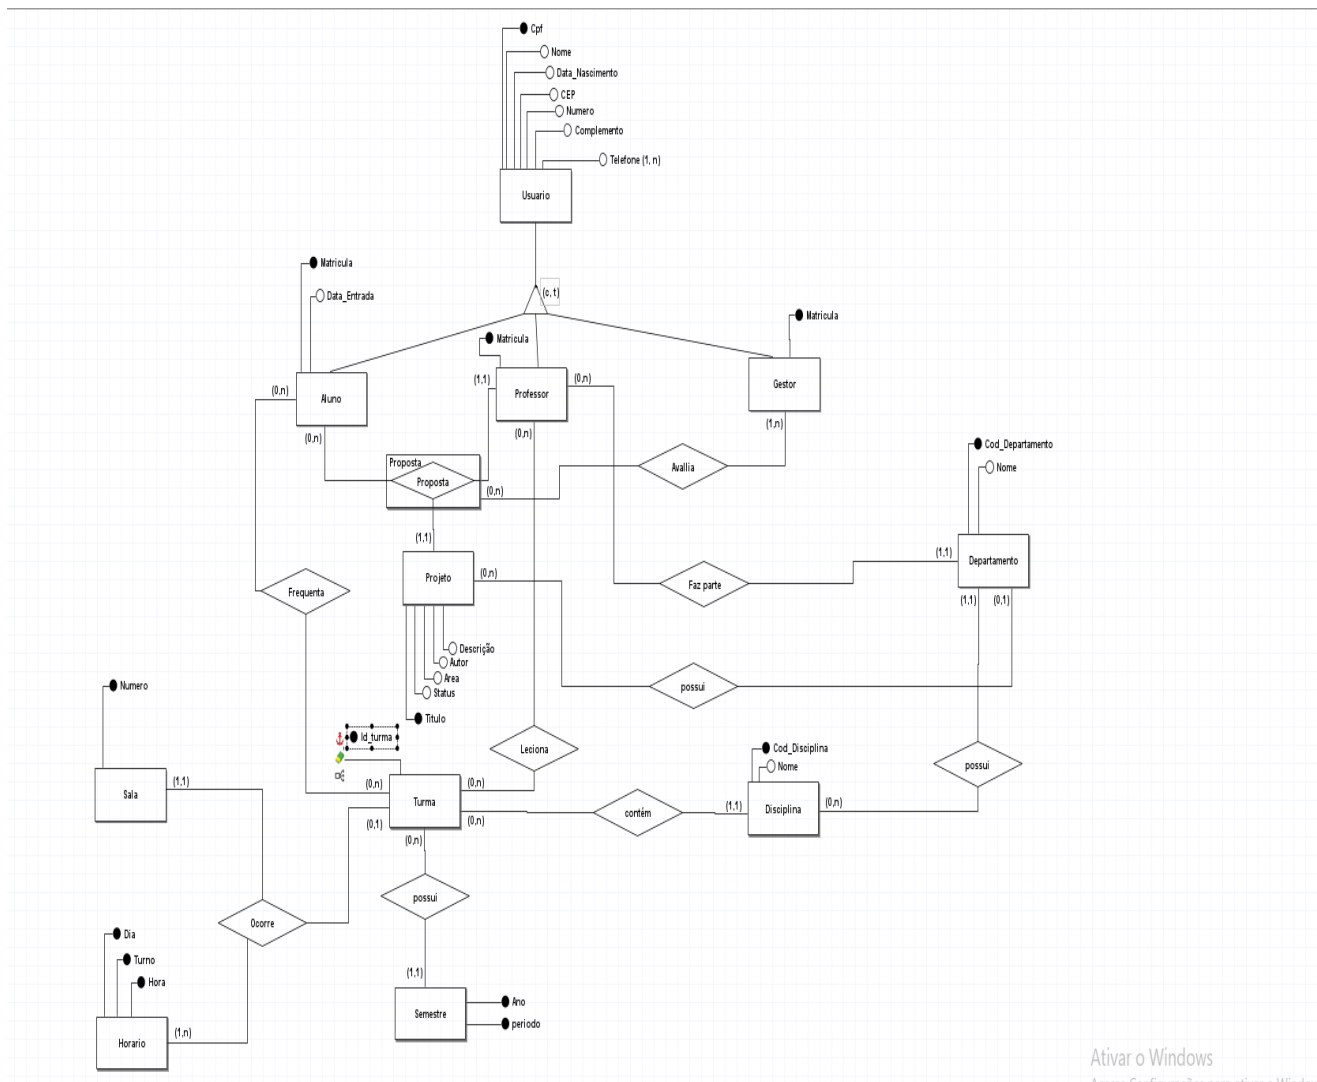 Cpf
Nome
Data_Nascimento
CEP
Numero
Complemento
Telefone (1, n)
Usuario
Matricula
Data_Entrada
(c, t)
Matricula
Matricula
(0,n)
Aluno
(0,n)
(1,1)
Professor
(0,n)
(0,n)
Gestor
(1,n)
Proposta
Proposta
(0,n)
Avallia
Cod_Departamento
Nome
(1,1)
Projeto
(0,n)
Faz parte
(1,1)
Departamento
(1,1)
(0,1)
Frequenta
Descrição
Autor
Area
Status
Titulo
possui
Numero
Id_turma
Leciona
Cod_Disciplina
Nome
possui
Sala
(1,1)
(0,n)
Turma
(0,n)
(0,1)
(0,n)
(0,n)
contém
(1,1)
Disciplina
(0,n)
possui
Ocorre
Dia
Turno
Hora
(1,1)
Semestre
Ano
periodo
Horario
(1,n)
Ativar o Windows